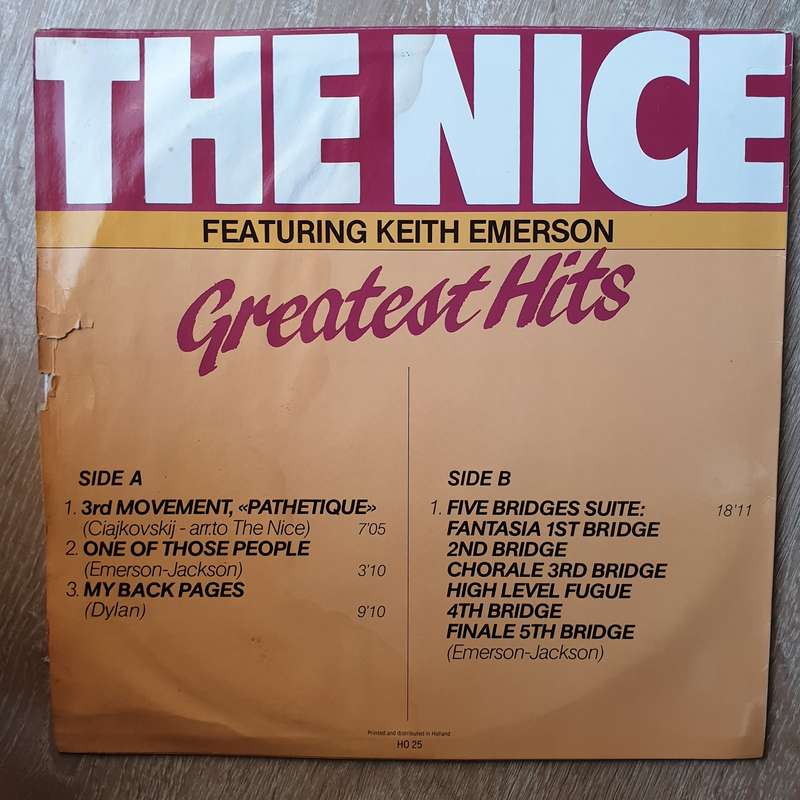 THE NICE
FEATURING KEITH EMERSON
Greatest Hits
SIDE A
1. 3rd MOVEMENT, «PATHETIQUE»
(Ciajkovskij - arr.to The Nice) 7'05
2. ONE OF THOSE PEOPLE
(Emerson-Jackson) 3'10
3. MY BACK PAGES
(Dylan) 9'10
SIDE B
1. FIVE BRIDGES SUITE: 18'11
FANTASIA 1ST BRIDGE
2ND BRIDGE
CHORALE 3RD BRIDGE
HIGH LEVEL FUGUE
4TH BRIDGE
FINALE 5TH BRIDGE
(Emerson-Jackson)
Printed and distributed in Holland
HO 25